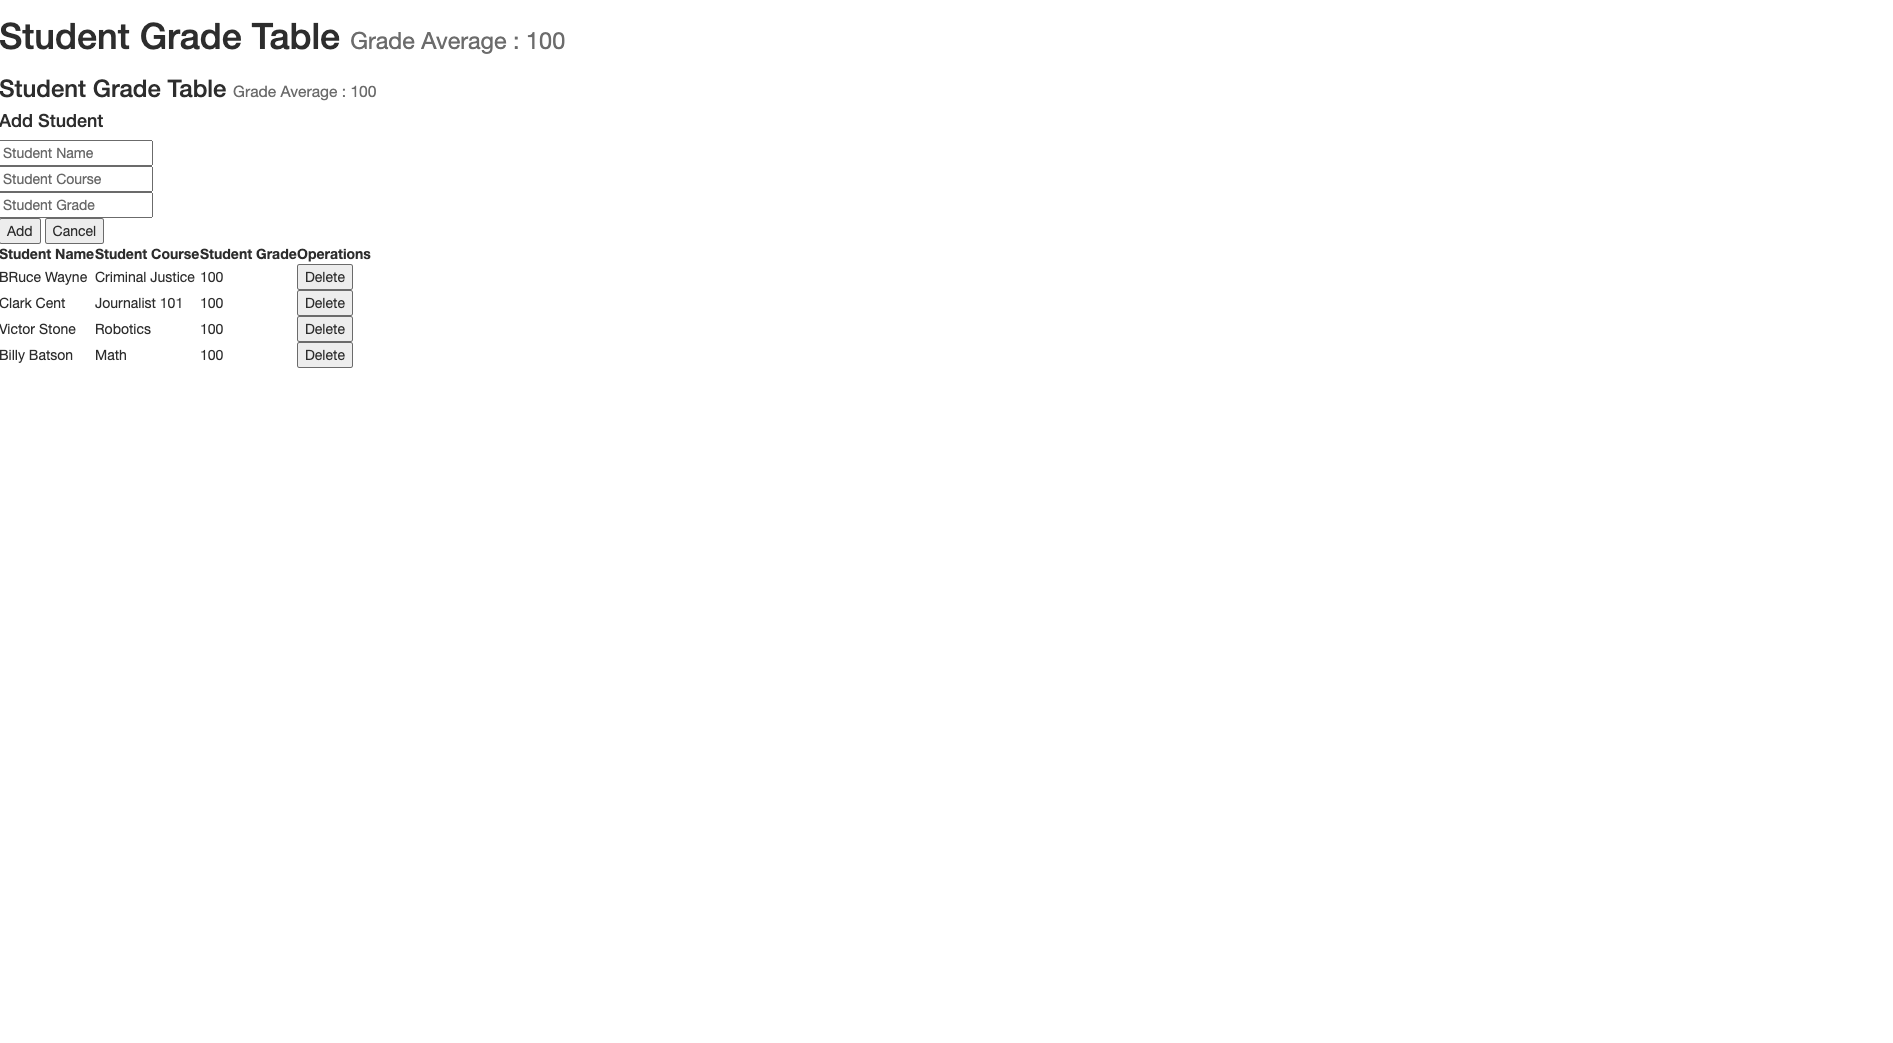 Student Grade Table Grade Average : 100
Student Grade Table Grade Average : 100
Add Student
Student Name
Student Course
Student Grade
Add Cancel
Student Name Student Course Student Grade Operations
BRuce Wayne Criminal Justice 100 Delete
Clark Cent Journalist 101 100 Delete
Victor Stone Robotics 100 Delete
Billy Batson Math 100 Delete